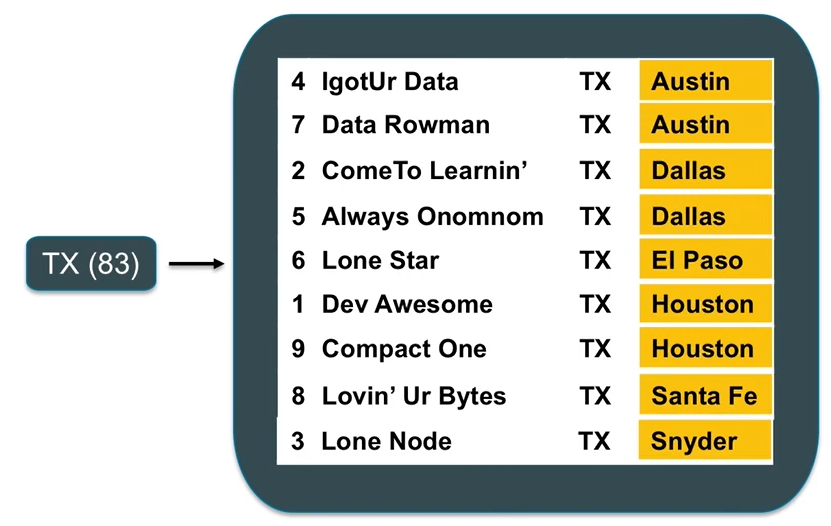 4 IgotUr Data TX Austin
7 Data Rowman TX Austin
2 ComeTo Learnin’ TX Dallas
5 Always Onomnom TX Dallas
TX (83)
6 Lone Star TX El Paso
1 Dev Awesome TX Houston
9 Compact One TX Houston
8 Lovin’ Ur Bytes TX Santa Fe
3 Lone Node TX Snyder